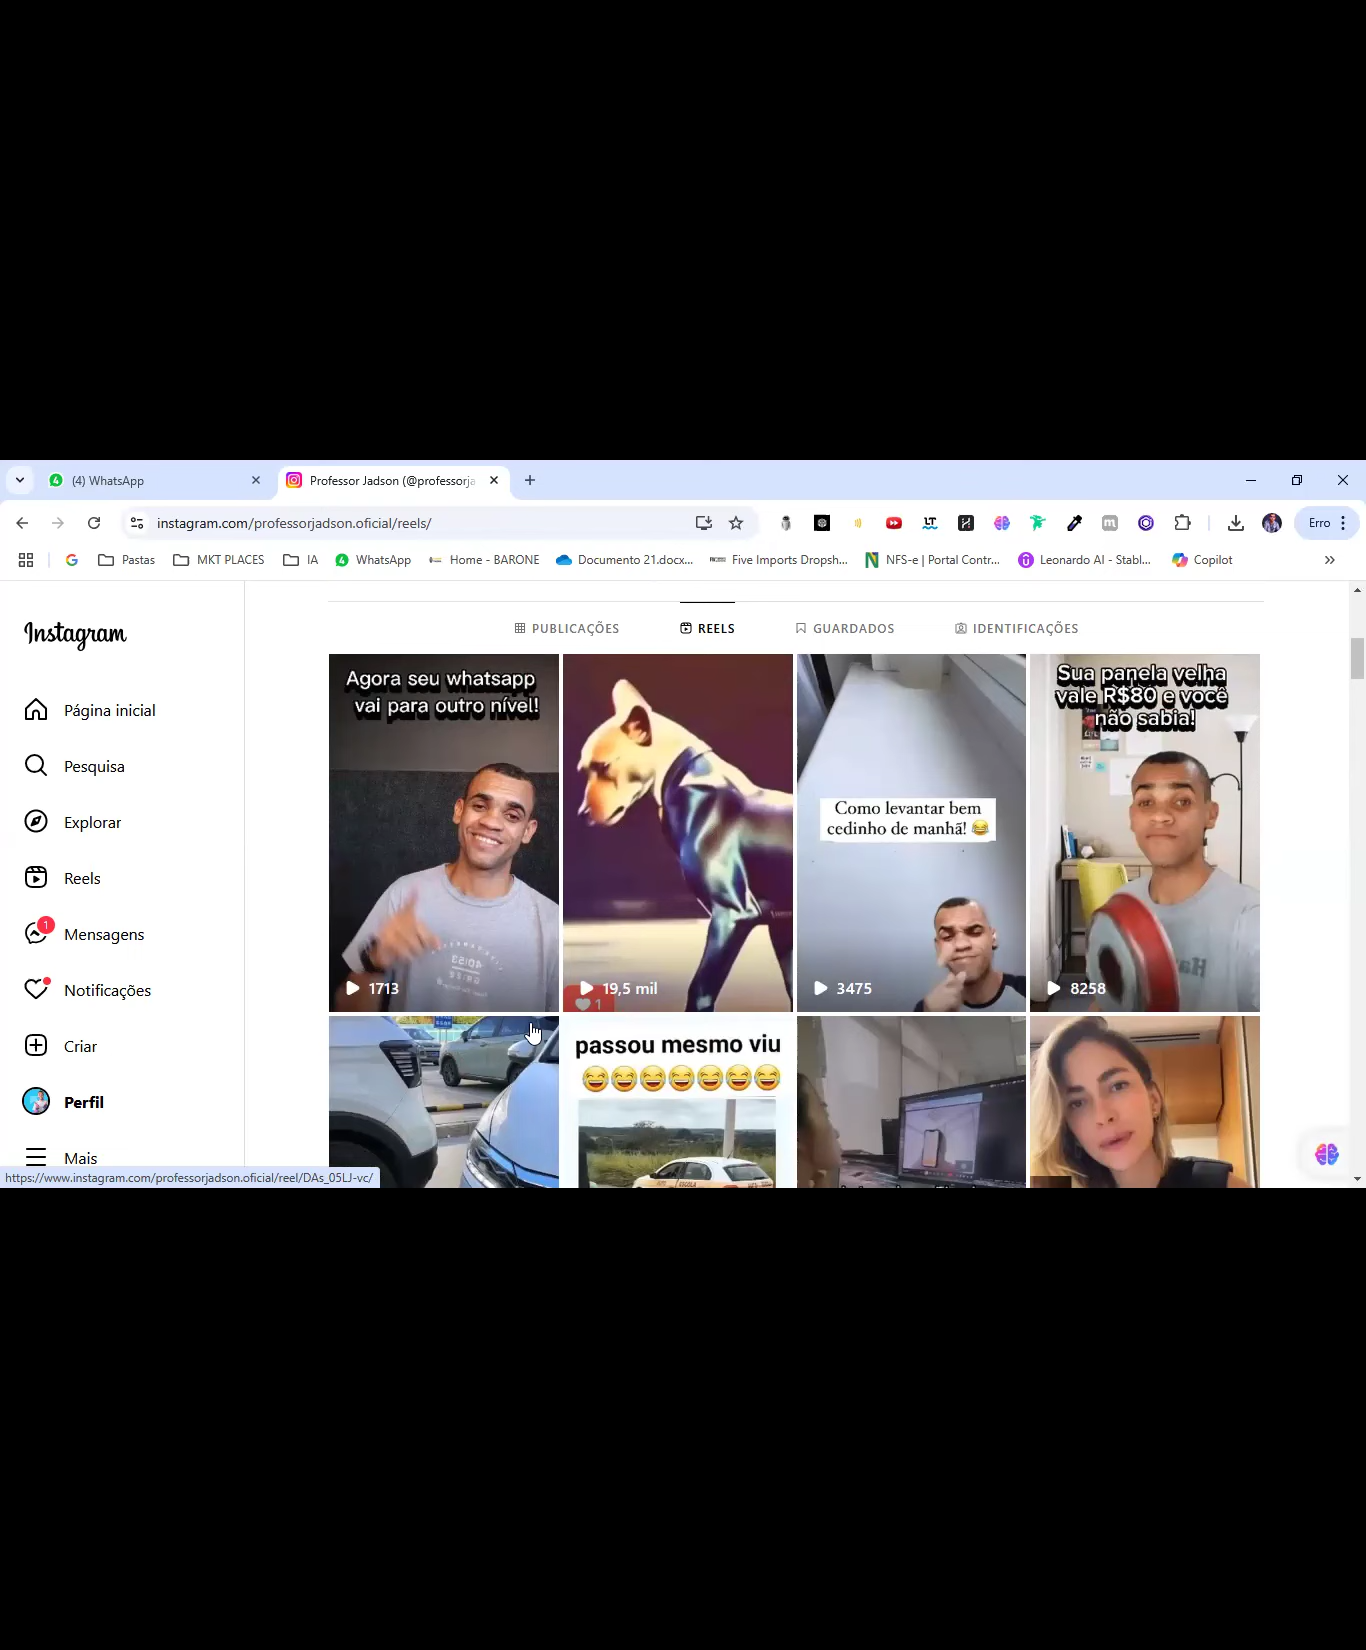 (4) WhatsApp
Professor Jadson (@professorja
instagram.com/professorjadson.oficial/reels/
Erro
Pastas
MKT PLACES
IA
WhatsApp
Home - BARONE
Documento 21.docx...
Five Imports Dropsh...
NFS-e | Portal Contr...
Leonardo AI - Stabl...
Copilot
Instagram
Página inicial
Pesquisa
Explorar
Reels
1
Mensagens
Notificações
Criar
Perfil
Mais
https://www.instagram.com/professorjadson.oficial/reel/DAs_05LJ-vc/
PUBLICAÇÕES
REELS
GUARDADOS
IDENTIFICAÇÕES
Agora seu whatsapp
vai para outro nível!
1713
19,5 mil
1
Como levantar bem
cedinho de manhã! 😂
3475
Sua panela velha
vale R$80 e você
não sabia!
8258
passou mesmo viu
😂😂😂😂😂😂😂